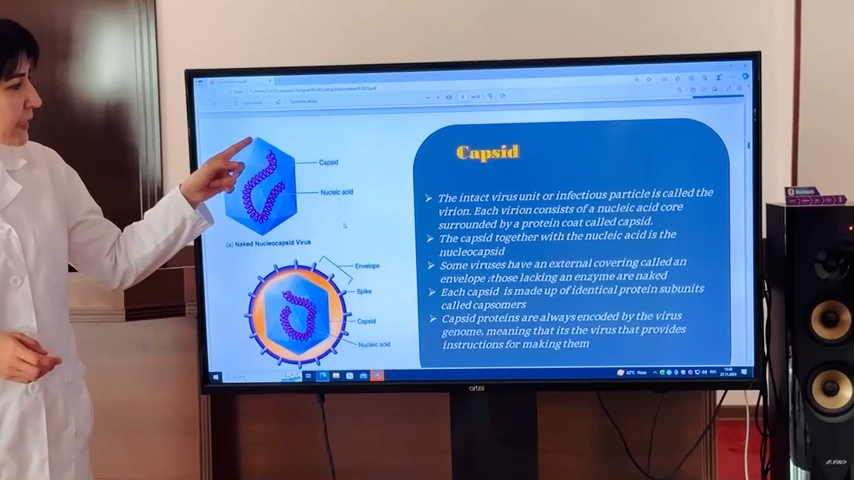 Capsid
Nucleic acid
(a) Naked Nucleocapsid Virus
Envelope
Spike
Capsid
Nucleic acid
Capsid
➢ The intact virus unit or infectious particle is called the
virion. Each virion consists of a nucleic acid core
surrounded by a protein coat called capsid.
➢ The capsid together with the nucleic acid is the
nucleocapsid
➢ Some viruses have an external covering called an
envelope ;those lacking an enzyme are naked
➢ Each capsid is made up of identical protein subunits
called capsomers
➢ Capsid proteins are always encoded by the virus
genome, meaning that its the virus that provides
instructions for making them
artel
F&D